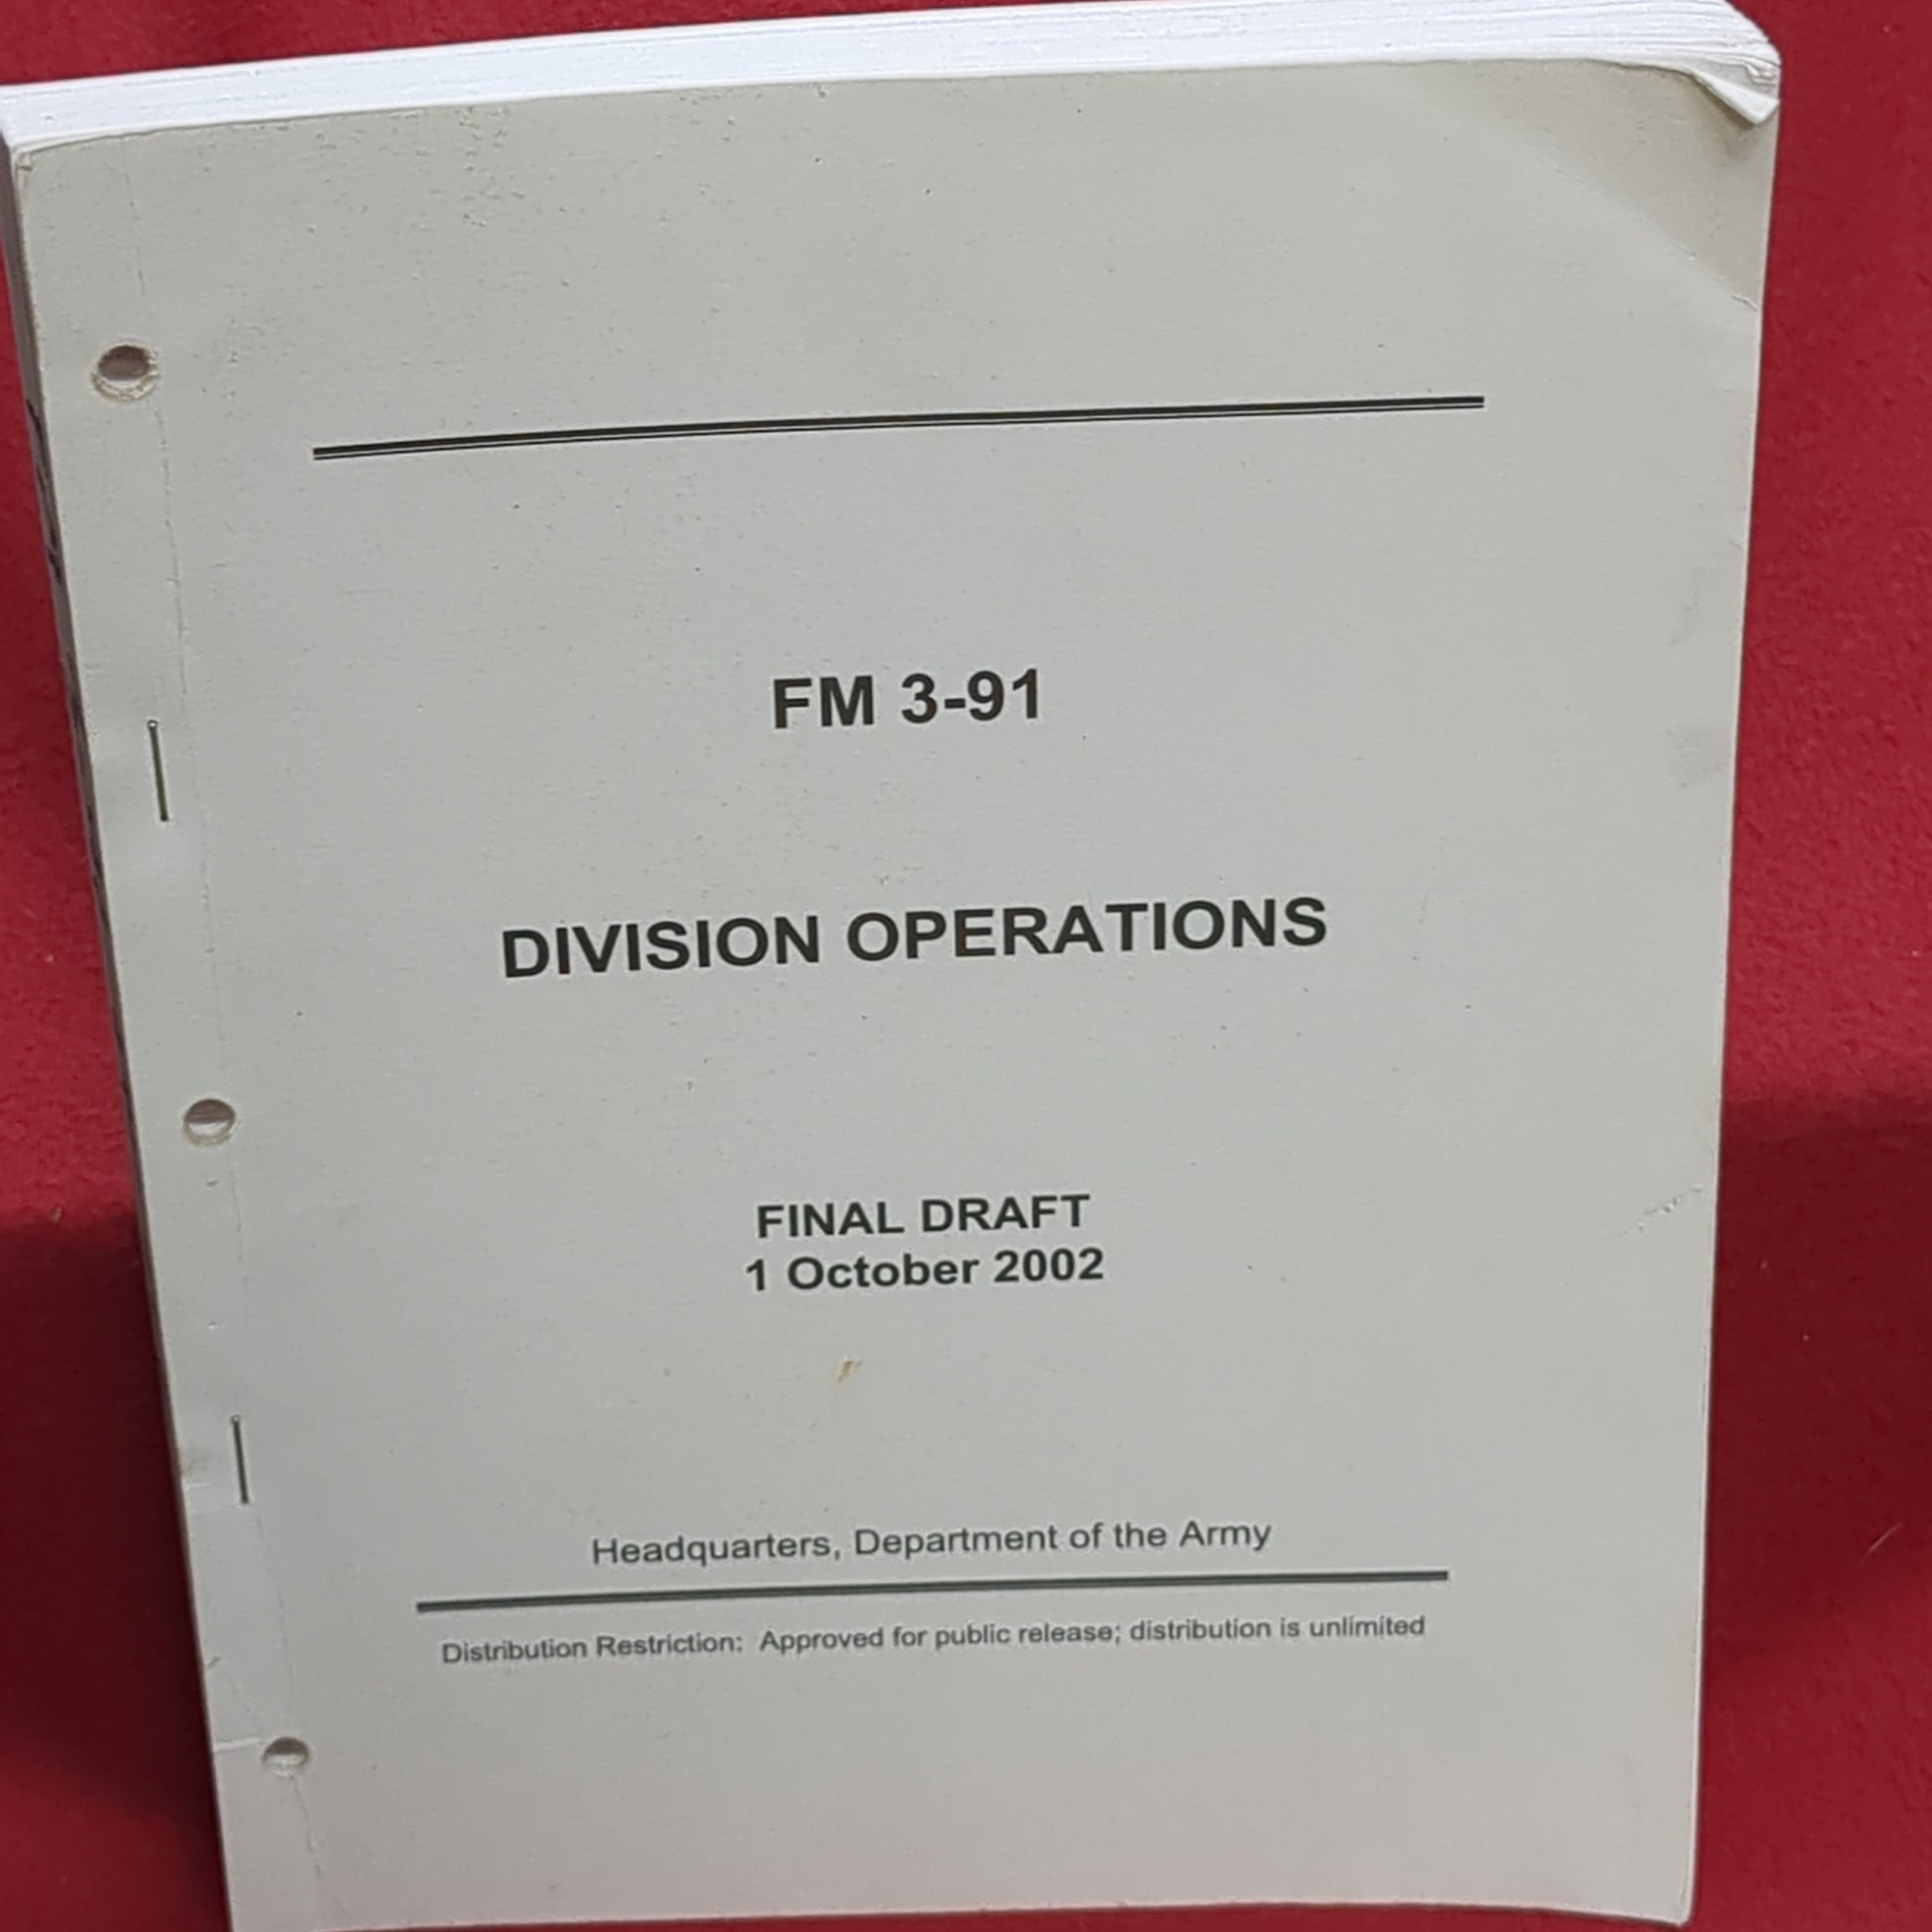 FM 3-91
DIVISION OPERATIONS
FINAL DRAFT
1 October 2002
Headquarters, Department of the Army
Distribution Restriction: Approved for public release; distribution is unlimited